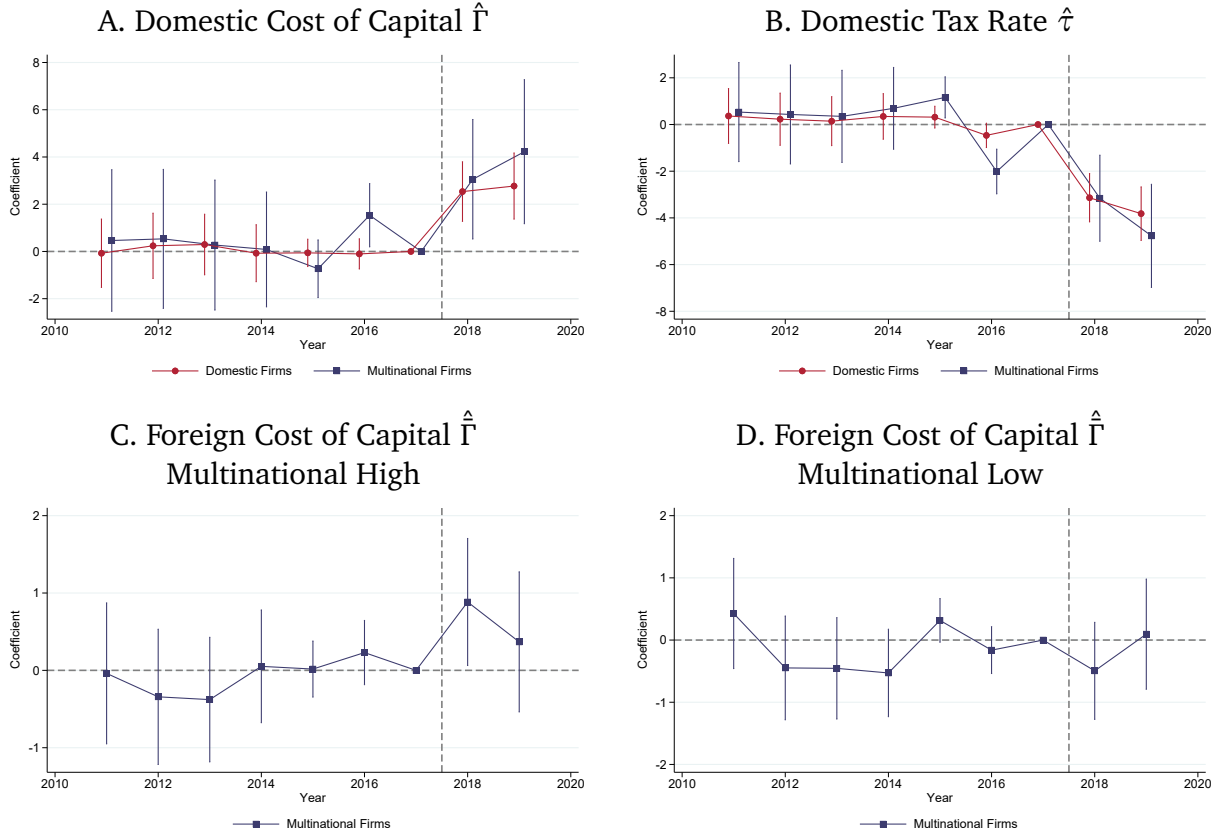 A. Domestic Cost of Capital Γ̂
8
6
4
2
0
-2
Coefficient
2010
2012
2014
2016
2018
2020
Year
Domestic Firms
Multinational Firms
B. Domestic Tax Rate τ̂
2
0
-2
-4
-6
-8
Coefficient
2010
2012
2014
2016
2018
2020
Year
Domestic Firms
Multinational Firms
C. Foreign Cost of Capital Γ̄̂
Multinational High
2
1
0
-1
Coefficient
2010
2012
2014
2016
2018
2020
Year
Multinational Firms
D. Foreign Cost of Capital Γ̄̂
Multinational Low
2
1
0
-1
-2
Coefficient
2010
2012
2014
2016
2018
2020
Year
Multinational Firms